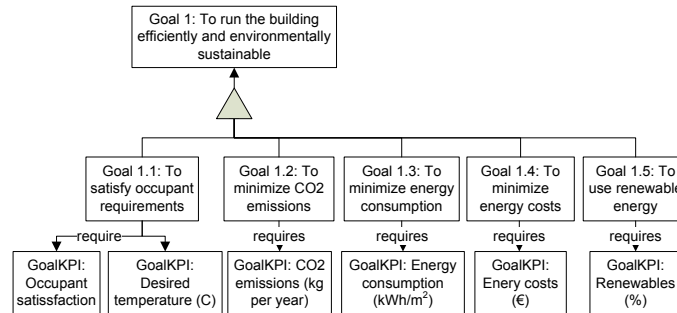 Goal 1: To run the building
efficiently and environmentally
sustainable
Goal 1.1: To
satisfy occupant
requirements
Goal 1.2: To
minimize CO2
emissions
Goal 1.3: To
minimize energy
consumption
Goal 1.4: To
minimize
energy costs
Goal 1.5: To
use renewable
energy
require
requires
requires
requires
requires
GoalKPI:
Occupant
satissfaction
GoalKPI:
Desired
temperature (C)
GoalKPI: CO2
emissions (kg
per year)
GoalKPI: Energy
consumption
(kWh/m²)
GoalKPI:
Enery costs
(€)
GoalKPI:
Renewables
(%)